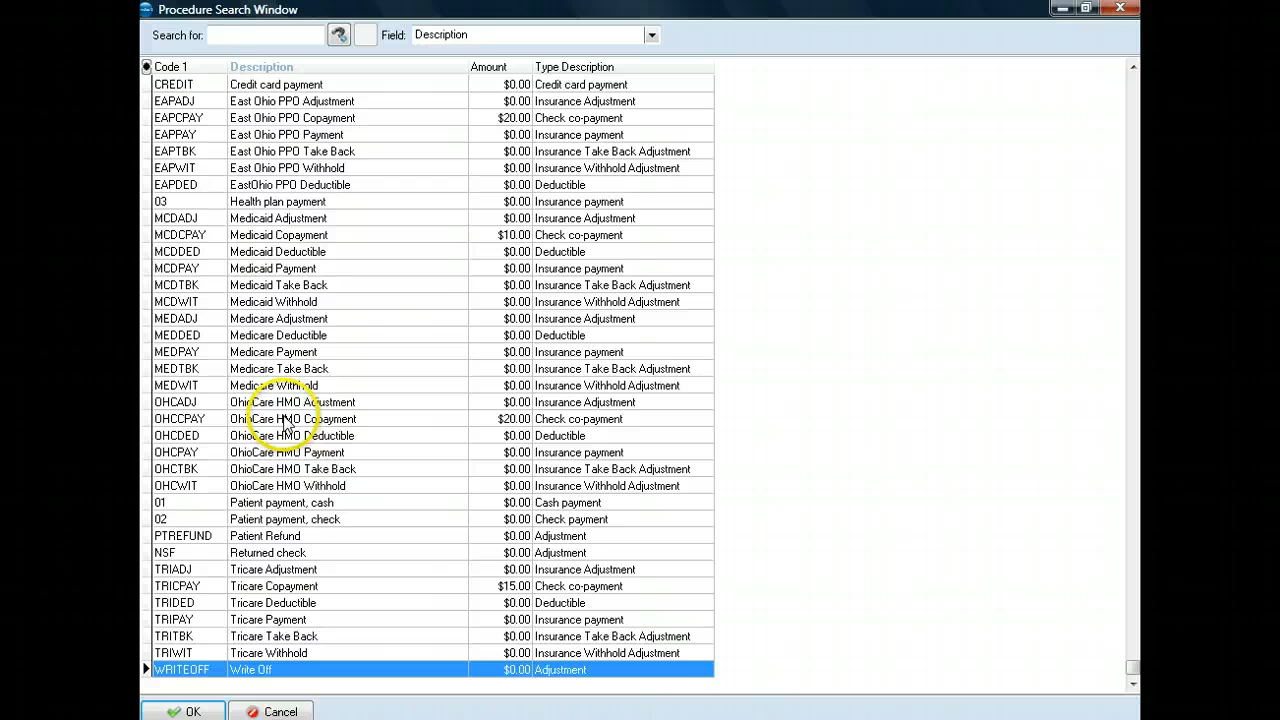 Procedure Search Window
Search for: Field: Description
Code 1 Description Amount Type Description
CREDIT Credit card payment $0.00 Credit card payment
EAPADJ East Ohio PPO Adjustment $0.00 Insurance Adjustment
EAPCPAY East Ohio PPO Copayment $20.00 Check co-payment
EAPPAY East Ohio PPO Payment $0.00 Insurance payment
EAPTBK East Ohio PPO Take Back $0.00 Insurance Take Back Adjustment
EAPWIT East Ohio PPO Withhold $0.00 Insurance Withhold Adjustment
EAPDED EastOhio PPO Deductible $0.00 Deductible
03 Health plan payment $0.00 Insurance payment
MCDADJ Medicaid Adjustment $0.00 Insurance Adjustment
MCDCPAY Medicaid Copayment $10.00 Check co-payment
MCDDED Medicaid Deductible $0.00 Deductible
MCDPAY Medicaid Payment $0.00 Insurance payment
MCDTBK Medicaid Take Back $0.00 Insurance Take Back Adjustment
MCDWIT Medicaid Withhold $0.00 Insurance Withhold Adjustment
MEDADJ Medicare Adjustment $0.00 Insurance Adjustment
MEDDED Medicare Deductible $0.00 Deductible
MEDPAY Medicare Payment $0.00 Insurance payment
MEDTBK Medicare Take Back $0.00 Insurance Take Back Adjustment
MEDWIT Medicare Withhold $0.00 Insurance Withhold Adjustment
OHCADJ OhioCare HMO Adjustment $0.00 Insurance Adjustment
OHCCPAY OhioCare HMO Copayment $20.00 Check co-payment
OHCDED OhioCare HMO Deductible $0.00 Deductible
OHCPAY OhioCare HMO Payment $0.00 Insurance payment
OHCTBK OhioCare HMO Take Back $0.00 Insurance Take Back Adjustment
OHCWIT OhioCare HMO Withhold $0.00 Insurance Withhold Adjustment
01 Patient payment, cash $0.00 Cash payment
02 Patient payment, check $0.00 Check payment
PTREFUND Patient Refund $0.00 Adjustment
NSF Returned check $0.00 Adjustment
TRIADJ Tricare Adjustment $0.00 Insurance Adjustment
TRICPAY Tricare Copayment $15.00 Check co-payment
TRIDED Tricare Deductible $0.00 Deductible
TRIPAY Tricare Payment $0.00 Insurance payment
TRITBK Tricare Take Back $0.00 Insurance Take Back Adjustment
TRIWIT Tricare Withhold $0.00 Insurance Withhold Adjustment
WRITEOFF Write Off $0.00 Adjustment
OK Cancel